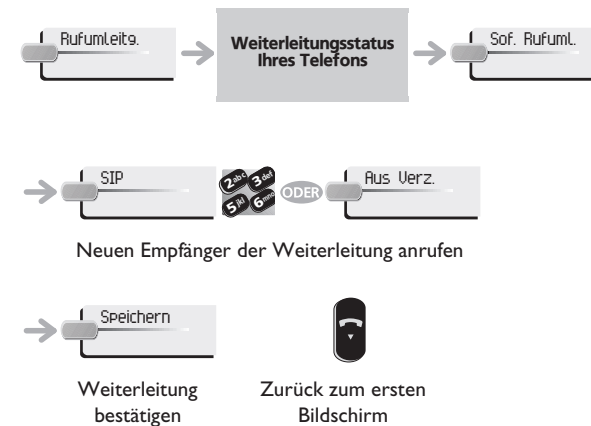 Rufumleitg.
Weiterleitungsstatus
Ihres Telefons
Sof. Rufuml.
SIP
2abc 3def
5jkl 6mno
ODER
Aus Verz.
Neuen Empfänger der Weiterleitung anrufen
Speichern
Weiterleitung
bestätigen
Zurück zum ersten
Bildschirm